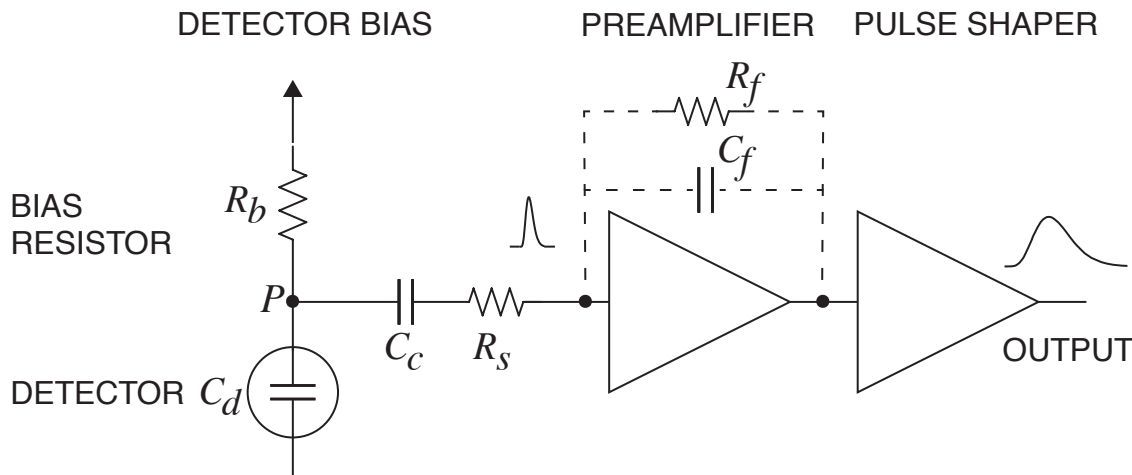 DETECTOR BIAS
PREAMPLIFIER
PULSE SHAPER
R_f
C_f
BIAS
RESISTOR
R_b
P
C_c
R_s
OUTPUT
DETECTOR
C_d